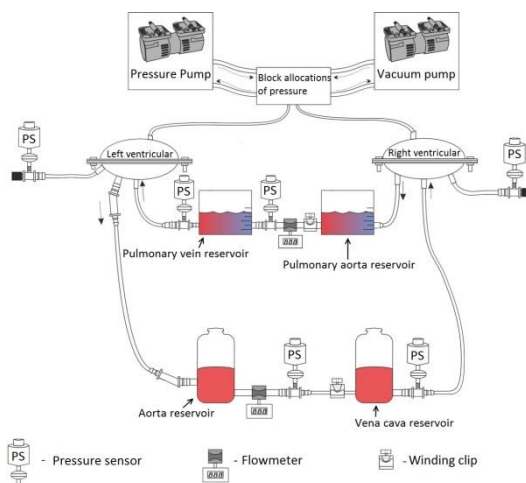 Pressure Pump
Block allocations
of pressure
Vacuum pump
PS
Left ventricular
Right ventricular
PS
PS
PS
Pulmonary vein reservoir
Pulmonary aorta reservoir
PS
PS
Aorta reservoir
Vena cava reservoir
PS
- Pressure sensor
- Flowmeter
- Winding clip